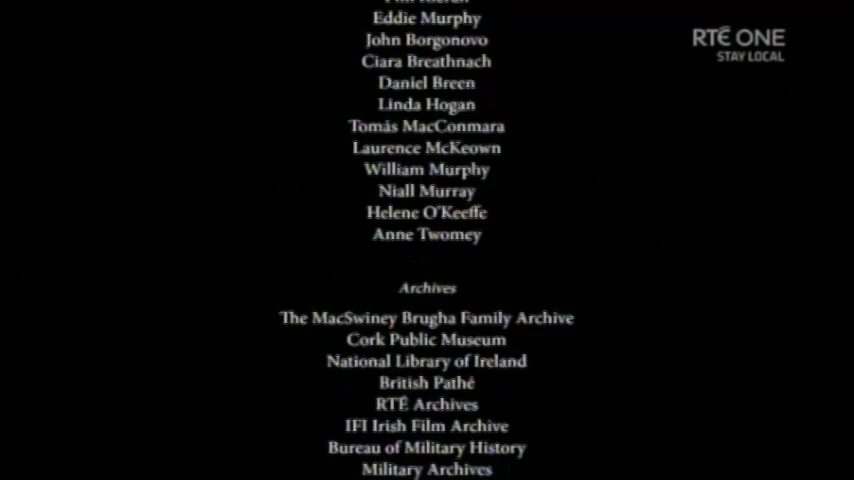 Eddie Murphy
John Borgonovo
Ciara Breathnach
Daniel Breen
Linda Hogan
Tomás MacConmara
Laurence McKeown
William Murphy
Niall Murray
Helene O'Keeffe
Anne Twomey
Archives
The MacSwiney Brugha Family Archive
Cork Public Museum
National Library of Ireland
British Pathé
RTÉ Archives
IFI Irish Film Archive
Bureau of Military History
Military Archives
RTÉ ONE
STAY LOCAL